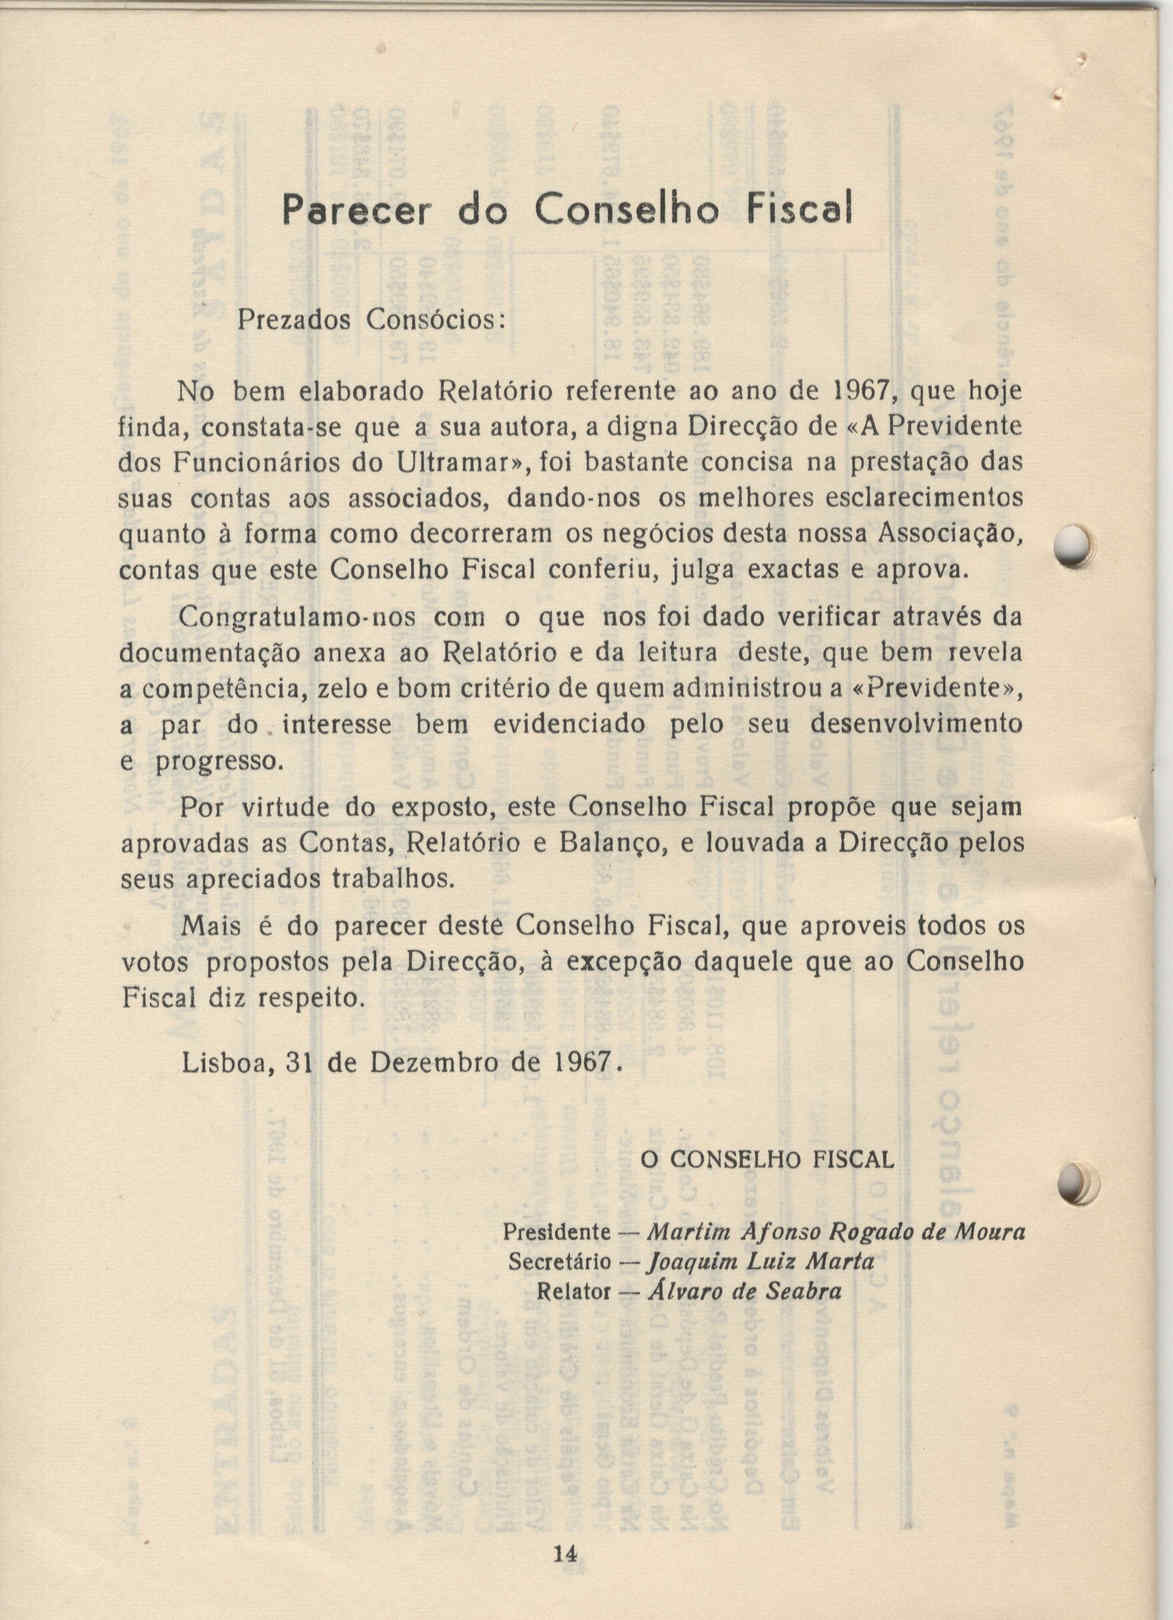 Parecer do Conselho Fiscal
Prezados Consócios:
No bem elaborado Relatório referente ao ano de 1967, que hoje
finda, constata-se que a sua autora, a digna Direcção de «A Previdente
dos Funcionários do Ultramar», foi bastante concisa na prestação das
suas contas aos associados, dando-nos os melhores esclarecimentos
quanto à forma como decorreram os negócios desta nossa Associação,
contas que este Conselho Fiscal conferiu, julga exactas e aprova.
Congratulamo-nos com o que nos foi dado verificar através da
documentação anexa ao Relatório e da leitura deste, que bem revela
a competência, zelo e bom critério de quem administrou a «Previdente»,
a par do interesse bem evidenciado pelo seu desenvolvimento
e progresso.
Por virtude do exposto, este Conselho Fiscal propõe que sejam
aprovadas as Contas, Relatório e Balanço, e louvada a Direcção pelos
seus apreciados trabalhos.
Mais é do parecer deste Conselho Fiscal, que aproveis todos os
votos propostos pela Direcção, à excepção daquele que ao Conselho
Fiscal diz respeito.
Lisboa, 31 de Dezembro de 1967.
O CONSELHO FISCAL
Presidente — Martim Afonso Rogado de Moura
Secretário — Joaquim Luiz Marta
Relator — Álvaro de Seabra
14